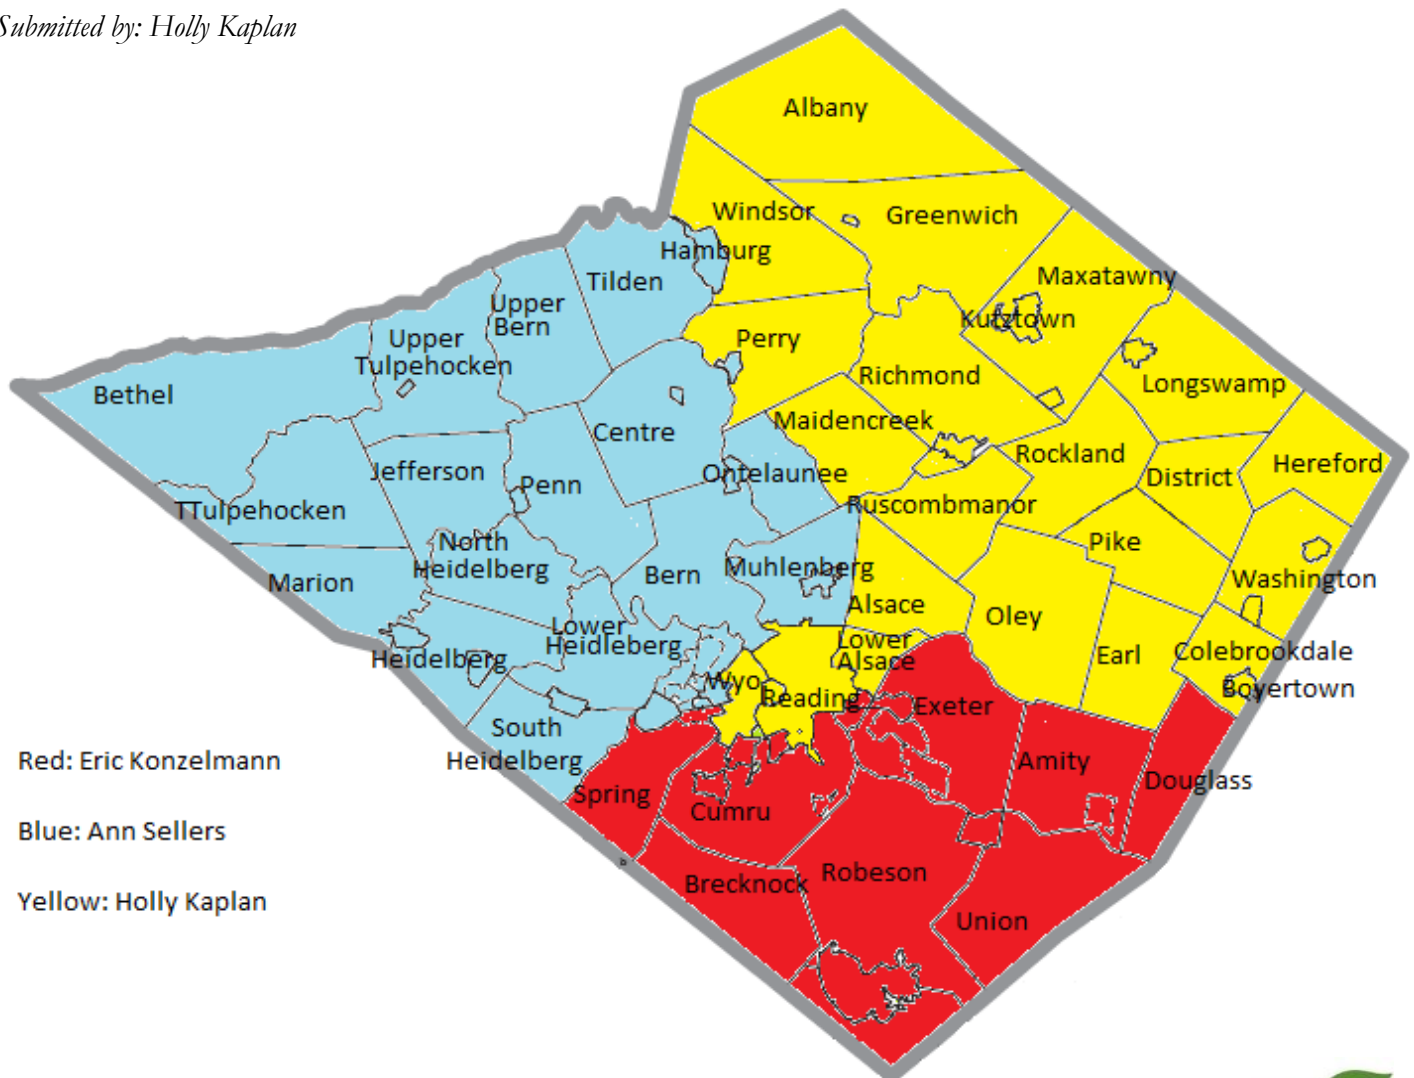 Submitted by: Holly Kaplan
Albany
Windsor
Greenwich
Hamburg
Tilden
Maxatawny
Upper
Bern
Kutztown
Upper
Tulpehocken
Perry
Richmond
Longswamp
Bethel
Maidencreek
Centre
Rockland
Hereford
Jefferson
Ontelaunee
District
Penn
TTulpehocken
Ruscombmanor
North
Heidelberg
Pike
Marion
Bern
Muhlenberg
Washington
Alsace
Oley
Lower
Heidleberg
Lower
Alsace
Heidelberg
Earl
Colebrookdale
Wyo
Reading
Boyertown
Exeter
South
Heidelberg
Red: Eric Konzelmann
Amity
Douglass
Spring
Cumru
Blue: Ann Sellers
Robeson
Brecknock
Yellow: Holly Kaplan
Union